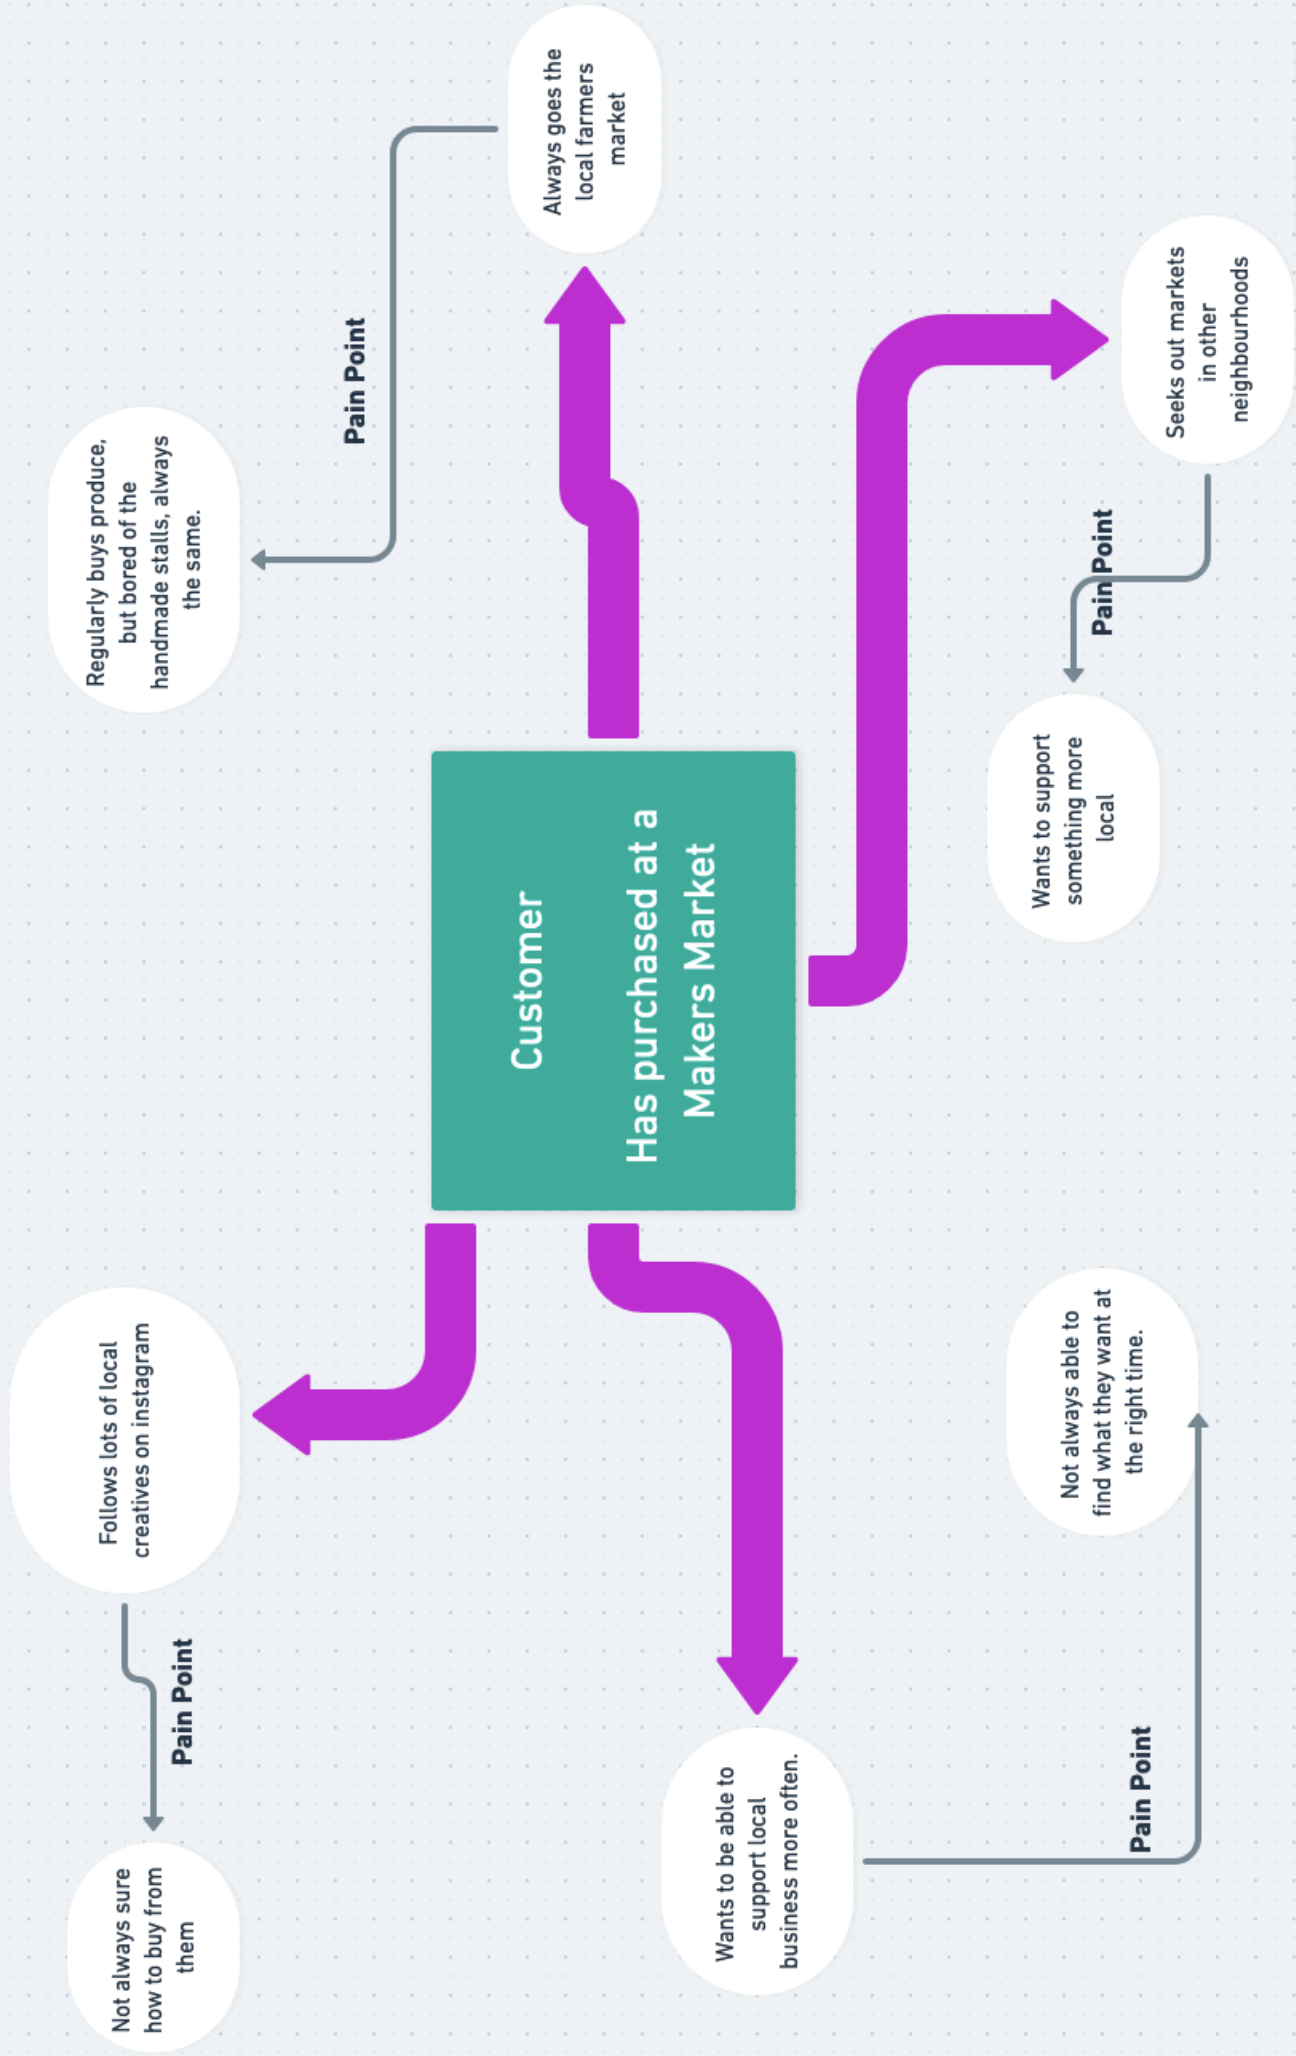 Not always sure
how to buy from
them
Pain Point
Follows lots of local
creatives on instagram
Regularly buys produce,
but bored of the
handmade stalls, always
the same.
Pain Point
Always goes the
local farmers
market
Customer
Has purchased at a
Makers Market
Wants to be able to
support local
business more often.
Pain Point
Not always able to
find what they want at
the right time.
Wants to support
something more
local
Pain Point
Seeks out markets
in other
neighbourhoods